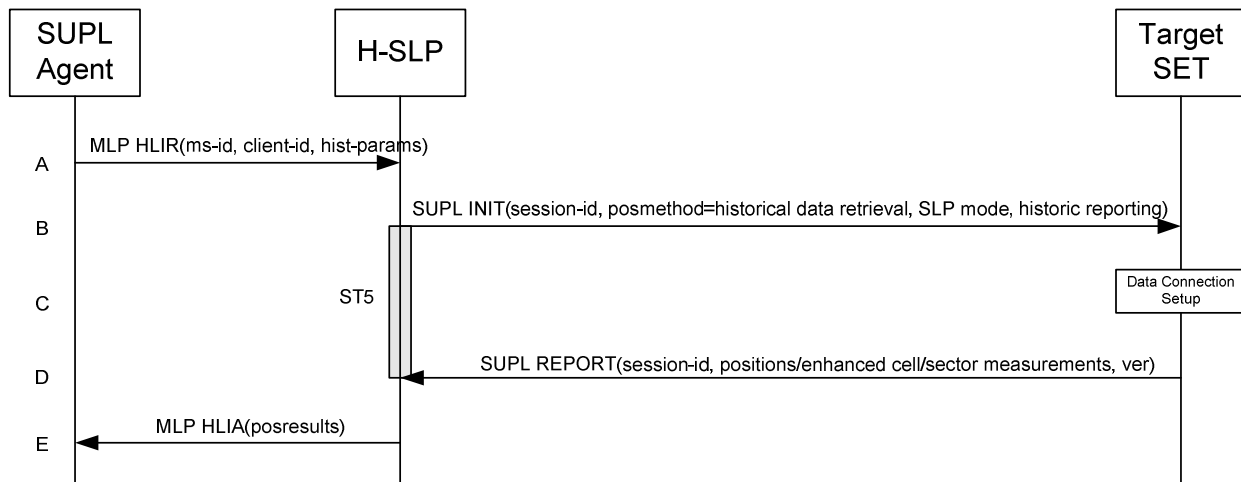 SUPL
Agent
H-SLP
Target
SET
A
MLP HLIR(ms-id, client-id, hist-params)
B
SUPL INIT(session-id, posmethod=historical data retrieval, SLP mode, historic reporting)
C
ST5
Data Connection
Setup
D
SUPL REPORT(session-id, positions/enhanced cell/sector measurements, ver)
E
MLP HLIA(posresults)